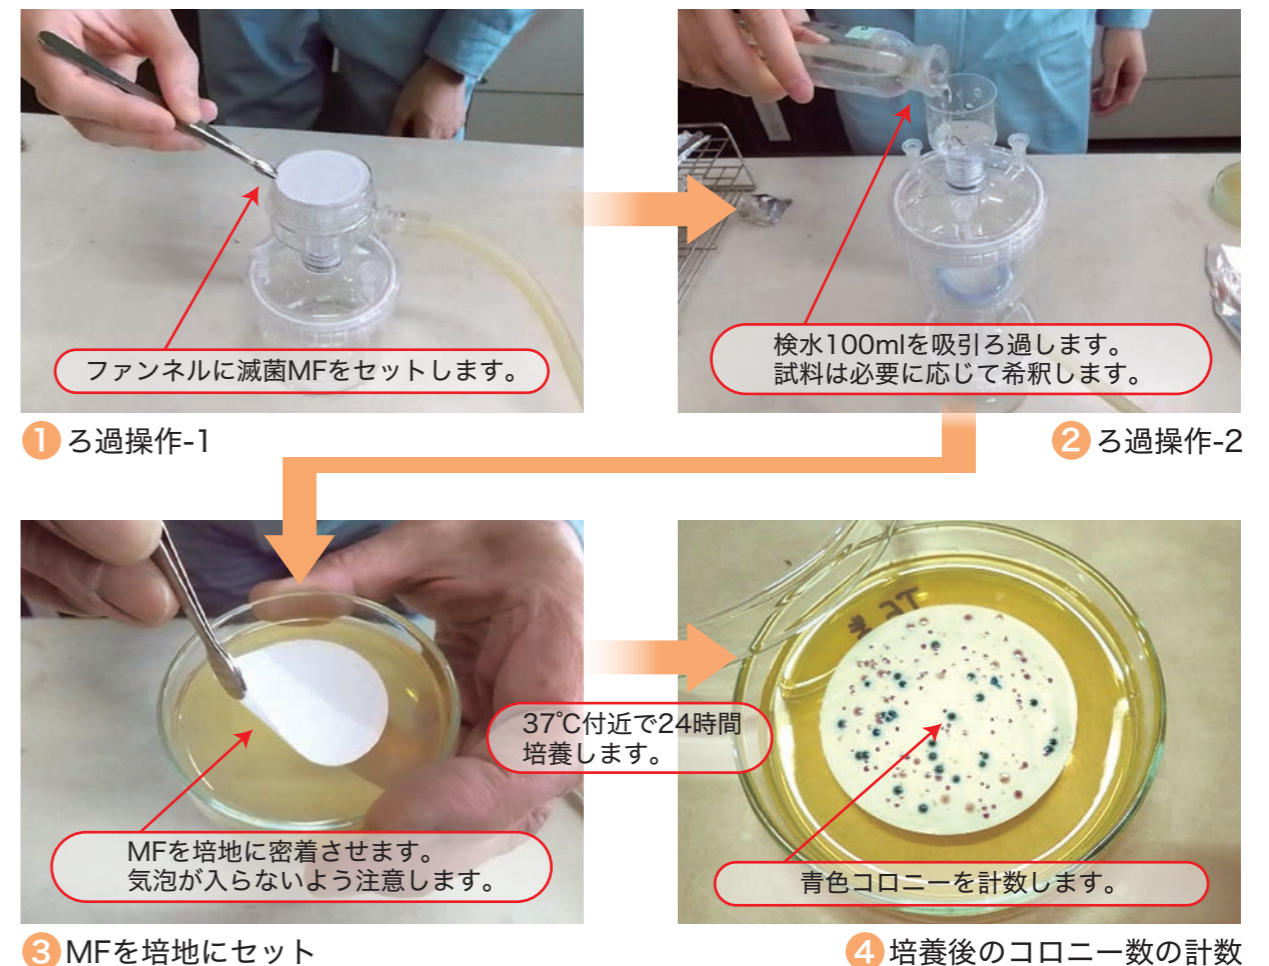 ファンネルに滅菌MFをセットします。
検水100mlを吸引ろ過します。
試料は必要に応じて希釈します。
1 ろ過操作-1
2 ろ過操作-2
37℃付近で24時間
培養します。
MFを培地に密着させます。
気泡が入らないよう注意します。
青色コロニーを計数します。
3 MFを培地にセット
4 培養後のコロニー数の計数